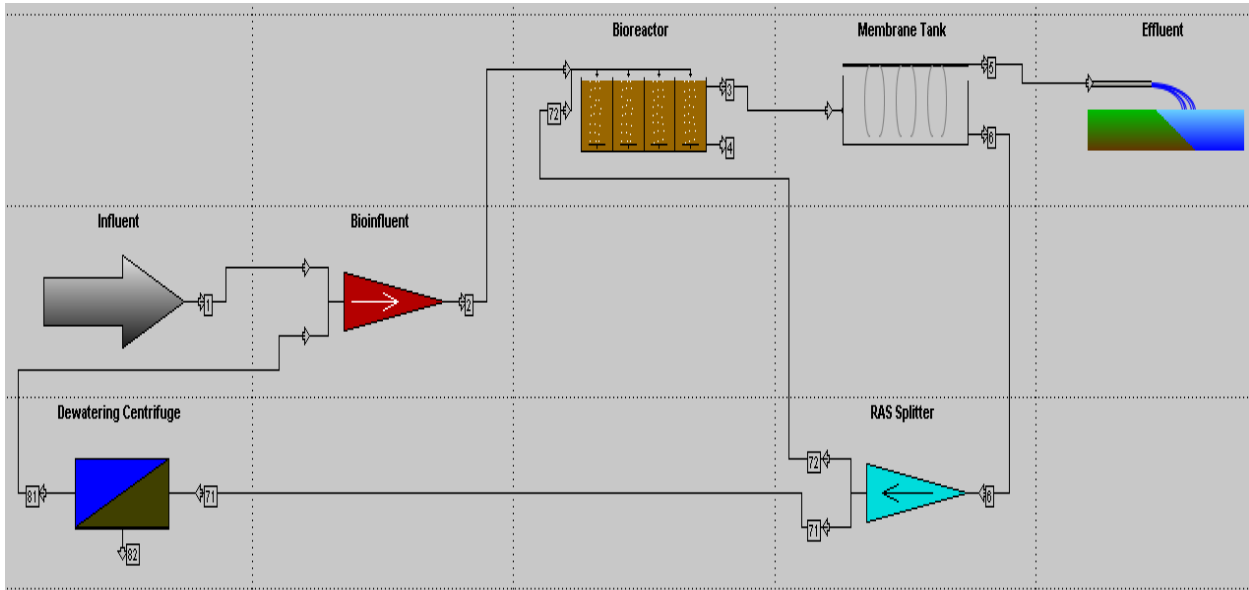 Bioreactor
Membrane Tank
Effluent
3
5
72
4
6
Influent
Bioinfluent
1
2
Dewatering Centrifuge
RAS Splitter
72
81
71
6
71
82